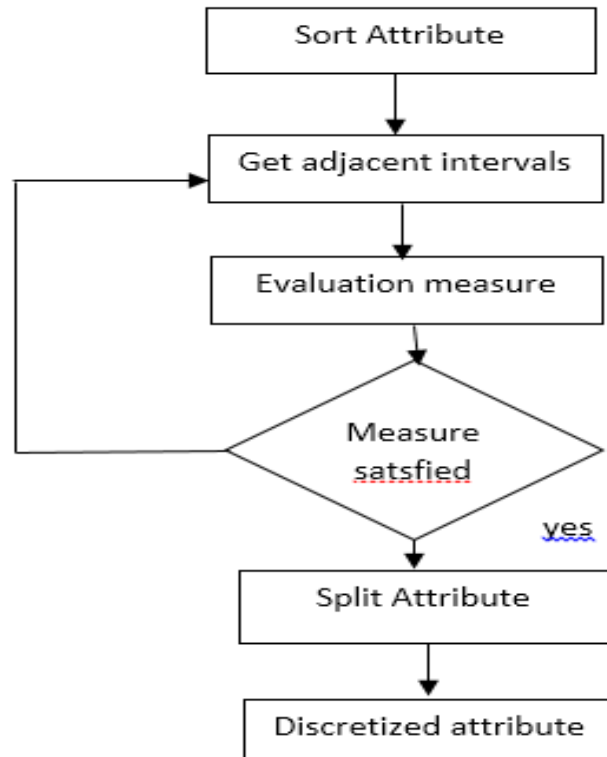 Sort Attribute
Get adjacent intervals
Evaluation measure
Measure
satsfied
yes
Split Attribute
Discretized attribute